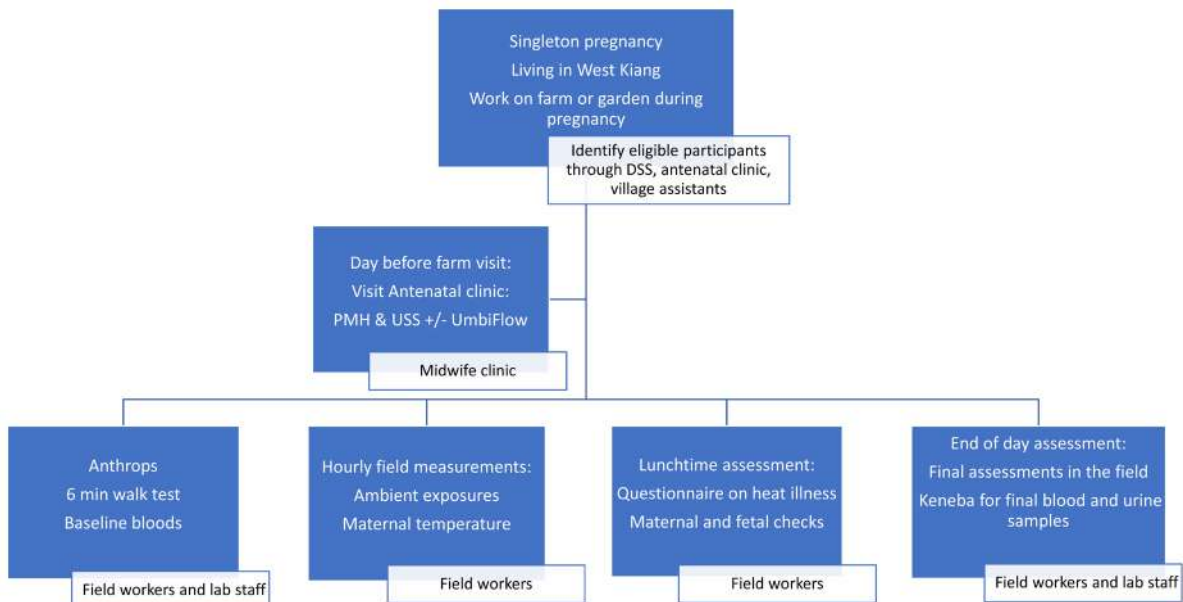 Singleton pregnancy
Living in West Kiang
Work on farm or garden during
pregnancy
Identify eligible participants
through DSS, antenatal clinic,
village assistants
Day before farm visit:
Visit Antenatal clinic:
PMH & USS +/- UmbiFlow
Midwife clinic
Anthrops
6 min walk test
Baseline bloods
Field workers and lab staff
Hourly field measurements:
Ambient exposures
Maternal temperature
Field workers
Lunchtime assessment:
Questionnaire on heat illness
Maternal and fetal checks
Field workers
End of day assessment:
Final assessments in the field
Keneba for final blood and urine
samples
Field workers and lab staff